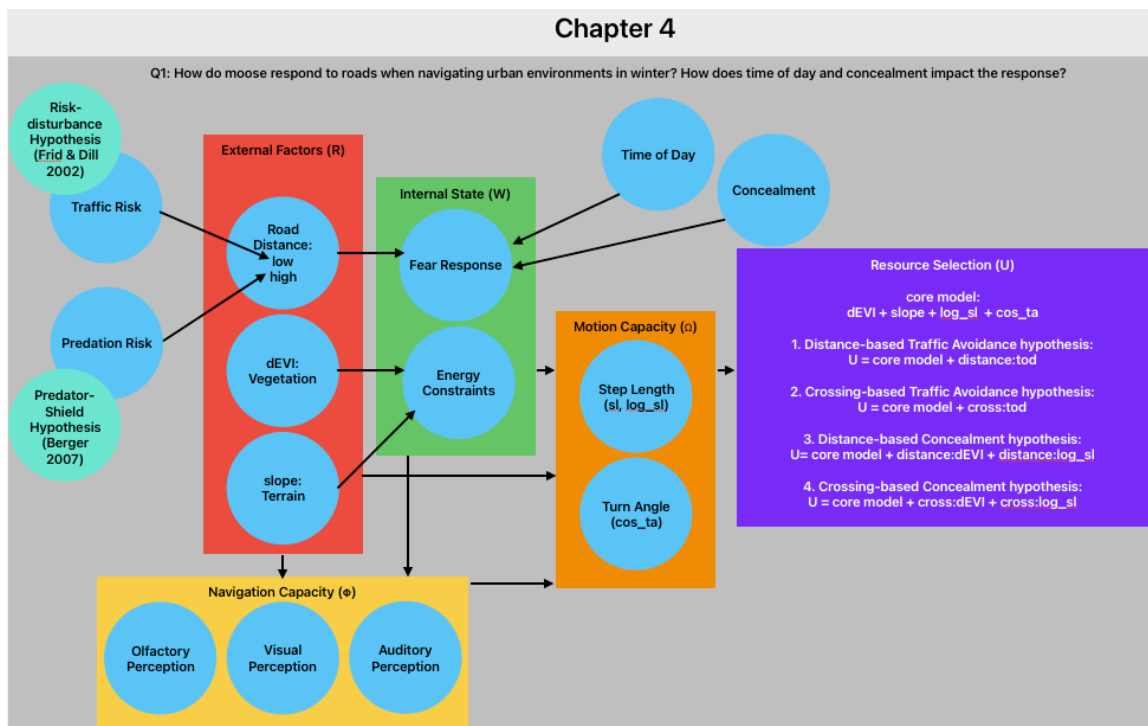 Chapter 4
Q1: How do moose respond to roads when navigating urban environments in winter? How does time of day and concealment impact the response?
Risk-
disturbance
Hypothesis
(Frid & Dill
2002)
Traffic Risk
Predation Risk
Predator-
Shield
Hypothesis
(Berger
2007)
External Factors (R)
Road
Distance:
low
high
dEVI:
Vegetation
slope:
Terrain
Internal State (W)
Fear Response
Energy
Constraints
Time of Day
Concealment
Motion Capacity (Ω)
Step Length
(sl, log_sl)
Turn Angle
(cos_ta)
Resource Selection (U)
core model:
dEVI + slope + log_sl + cos_ta
1. Distance-based Traffic Avoidance hypothesis:
U = core model + distance:tod
2. Crossing-based Traffic Avoidance hypothesis:
U = core model + cross:tod
3. Distance-based Concealment hypothesis:
U= core model + distance:dEVI + distance:log_sl
4. Crossing-based Concealment hypothesis:
U = core model + cross:dEVI + cross:log_sl
Navigation Capacity (Φ)
Olfactory
Perception
Visual
Perception
Auditory
Perception